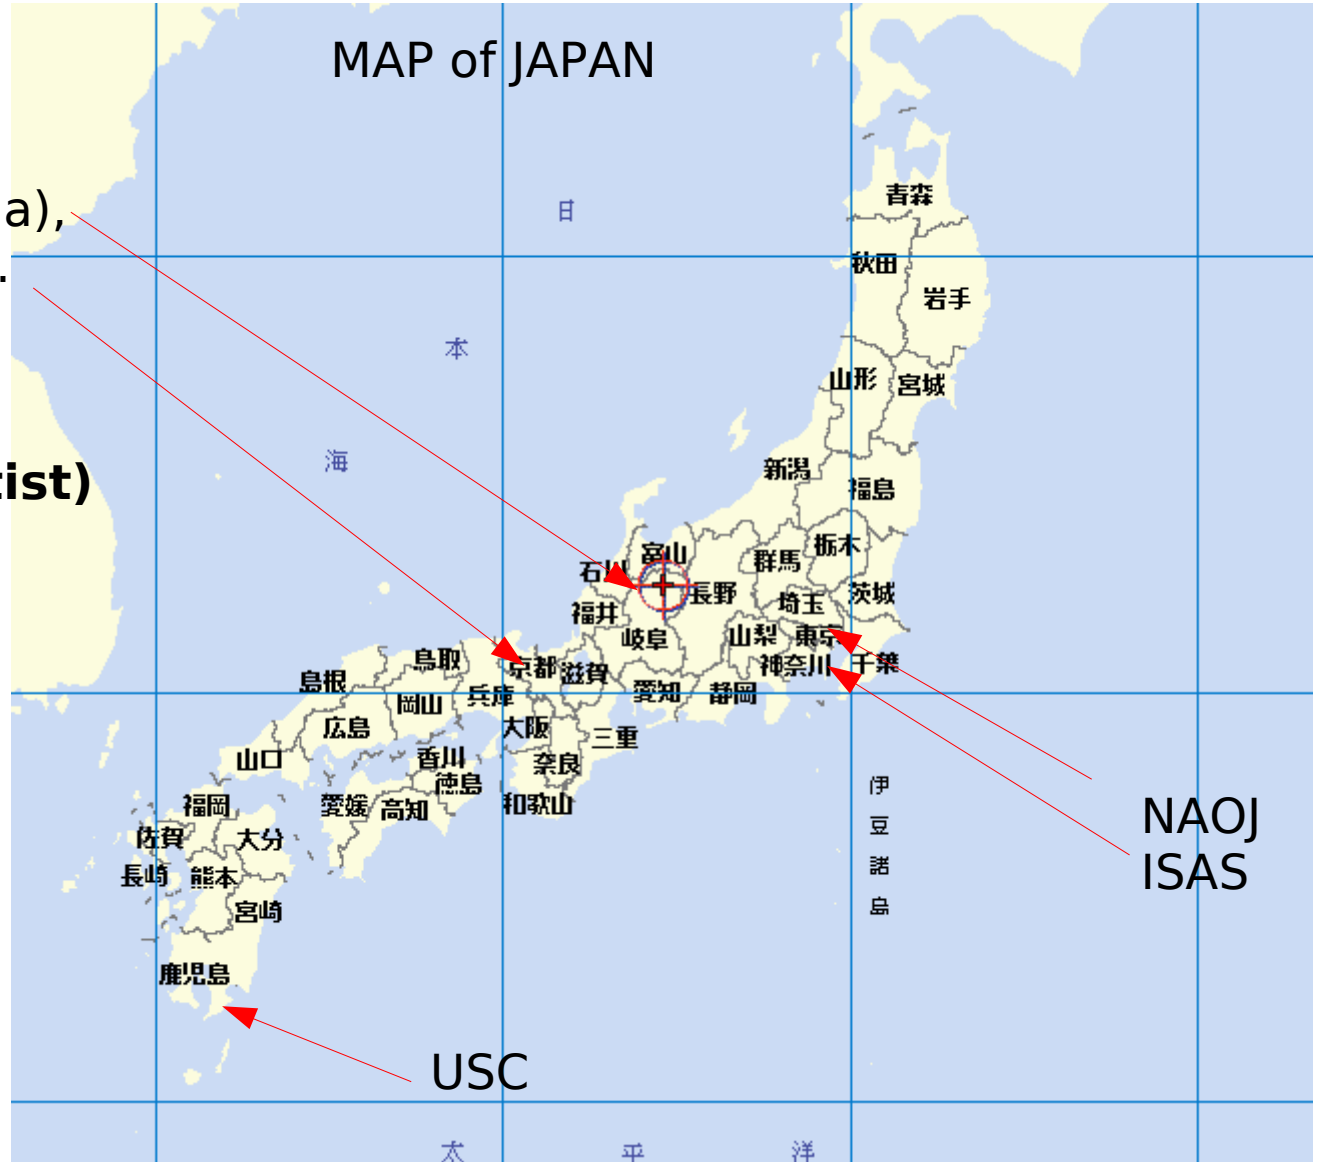 MAP of JAPAN
青森
a),
日
秋田
.
岩手
本
山形
宮城
海
新潟
tist)
福島
富山
栃木
群馬
石川
長野
茨城
埼玉
福井
岐阜
山梨
東京
鳥取
京都
滋賀
神奈川
千葉
島根
兵庫
愛知
静岡
岡山
広島
大阪
三重
山口
香川
奈良
徳島
伊豆諸島
福岡
愛媛
高知
和歌山
NAOJ
佐賀
大分
長崎
熊本
ISAS
宮崎
鹿児島
USC
太平洋